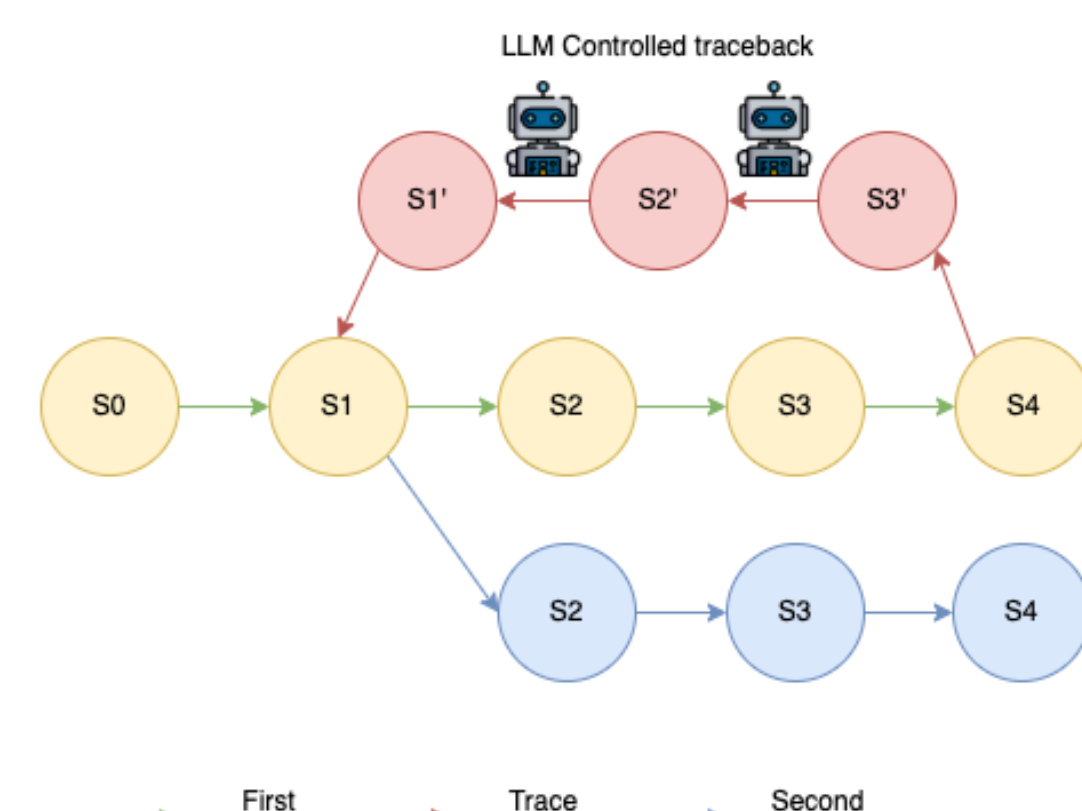 LLM Controlled traceback
S1' S2' S3'
S0 S1 S2 S3 S4
S2 S3 S4
First Trace Second